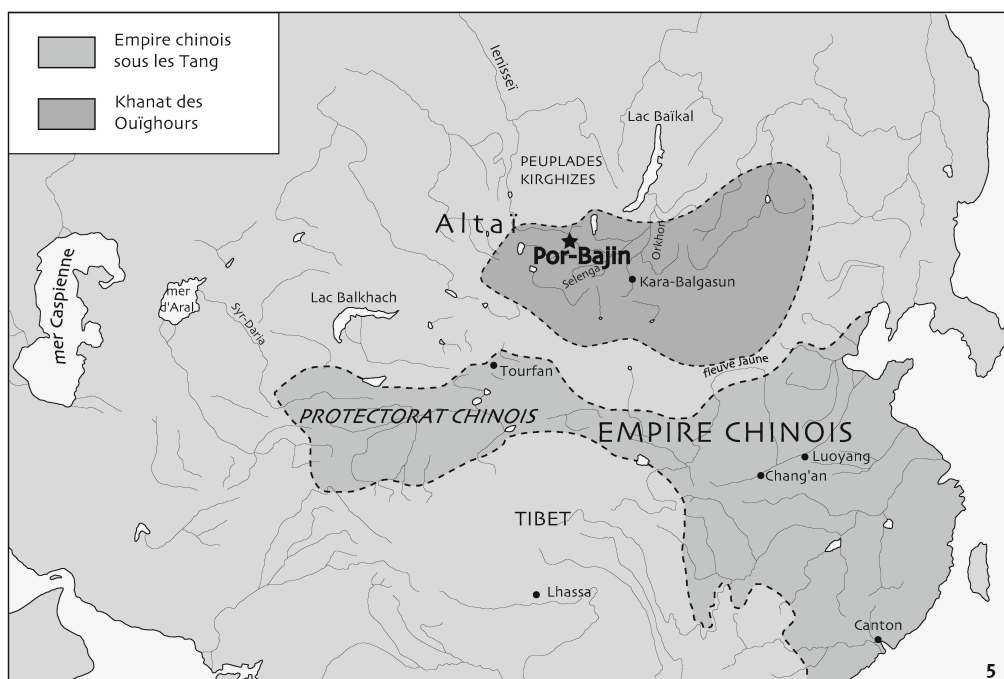 Empire chinois
sous les Tang
Khanat des
Ouïghours
Ienisseï
Lac Baïkal
PEUPLADES
KIRGHIZES
Altaï
Por-Bajin
Orkhon
Selenga
Kara-Balgasun
mer Caspienne
mer
d'Aral
Syr-Daria
Lac Balkhach
Tourfan
fleuve Jaune
PROTECTORAT CHINOIS
EMPIRE CHINOIS
Luoyang
Chang'an
TIBET
Lhassa
Canton
5